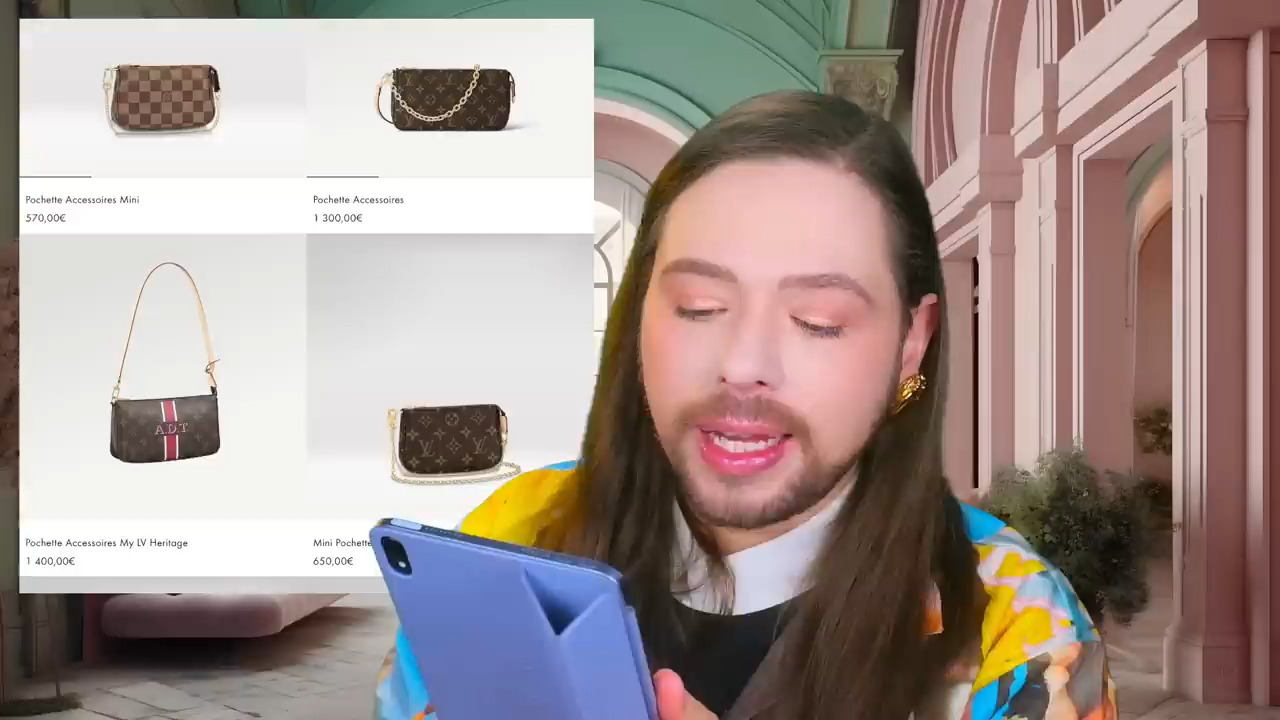 Pochette Accessoires Mini
570,00€
Pochette Accessoires
1 300,00€
A.D.T
Pochette Accessoires My LV Heritage
1 400,00€
Mini Pochette
650,00€